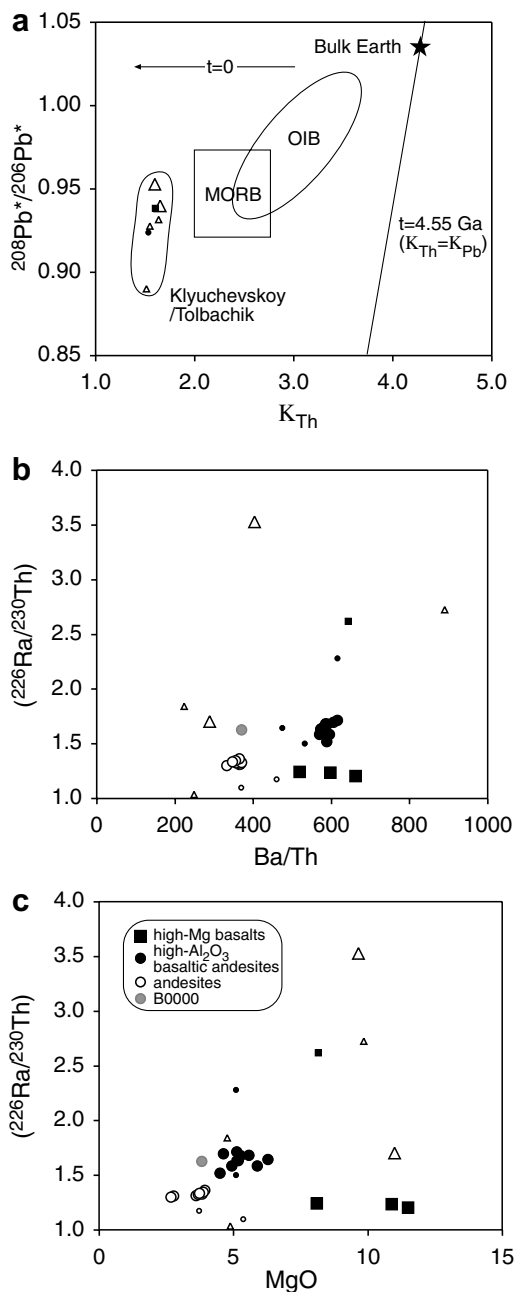 a
1.05
1.00
0.95
0.90
0.85
208Pb*/206Pb*
Bulk Earth
t=0
OIB
MORB
t=4.55 Ga
(KTh=KPb)
Klyuchevskoy
/Tolbachik
1.0 2.0 3.0 4.0 5.0
KTh
b
4.0
3.5
3.0
2.5
2.0
1.5
1.0
(226Ra/230Th)
0 200 400 600 800 1000
Ba/Th
c
4.0
3.5
3.0
2.5
2.0
1.5
1.0
(226Ra/230Th)
high-Mg basalts
high-Al2O3
basaltic andesites
andesites
B0000
0 5 10 15
MgO